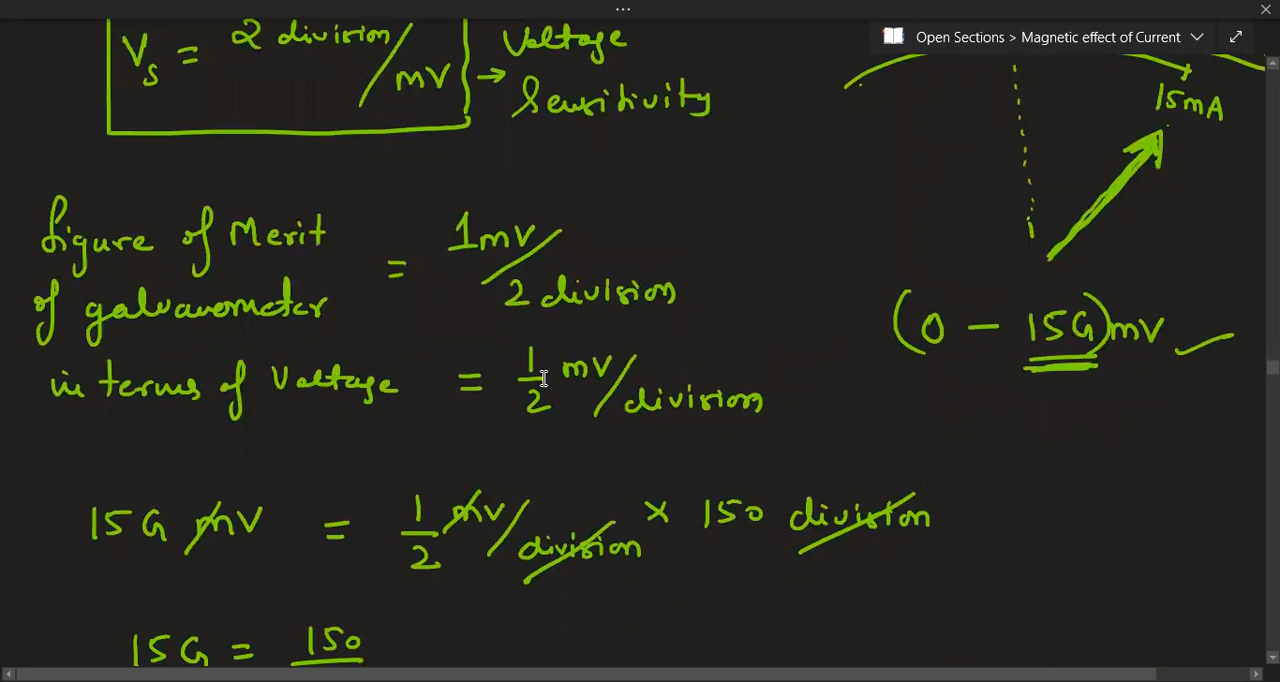 ...
Open Sections > Magnetic effect of Current
V_s = 2 division/mV → Voltage Sensitivity
15mA
figure of Merit of galvanometer in terms of Voltage = 1mV/2 division
= 1/2 mV/division
(0 - 15G)mV
15G mV = 1/2 mV/division × 150 division
15G = 150